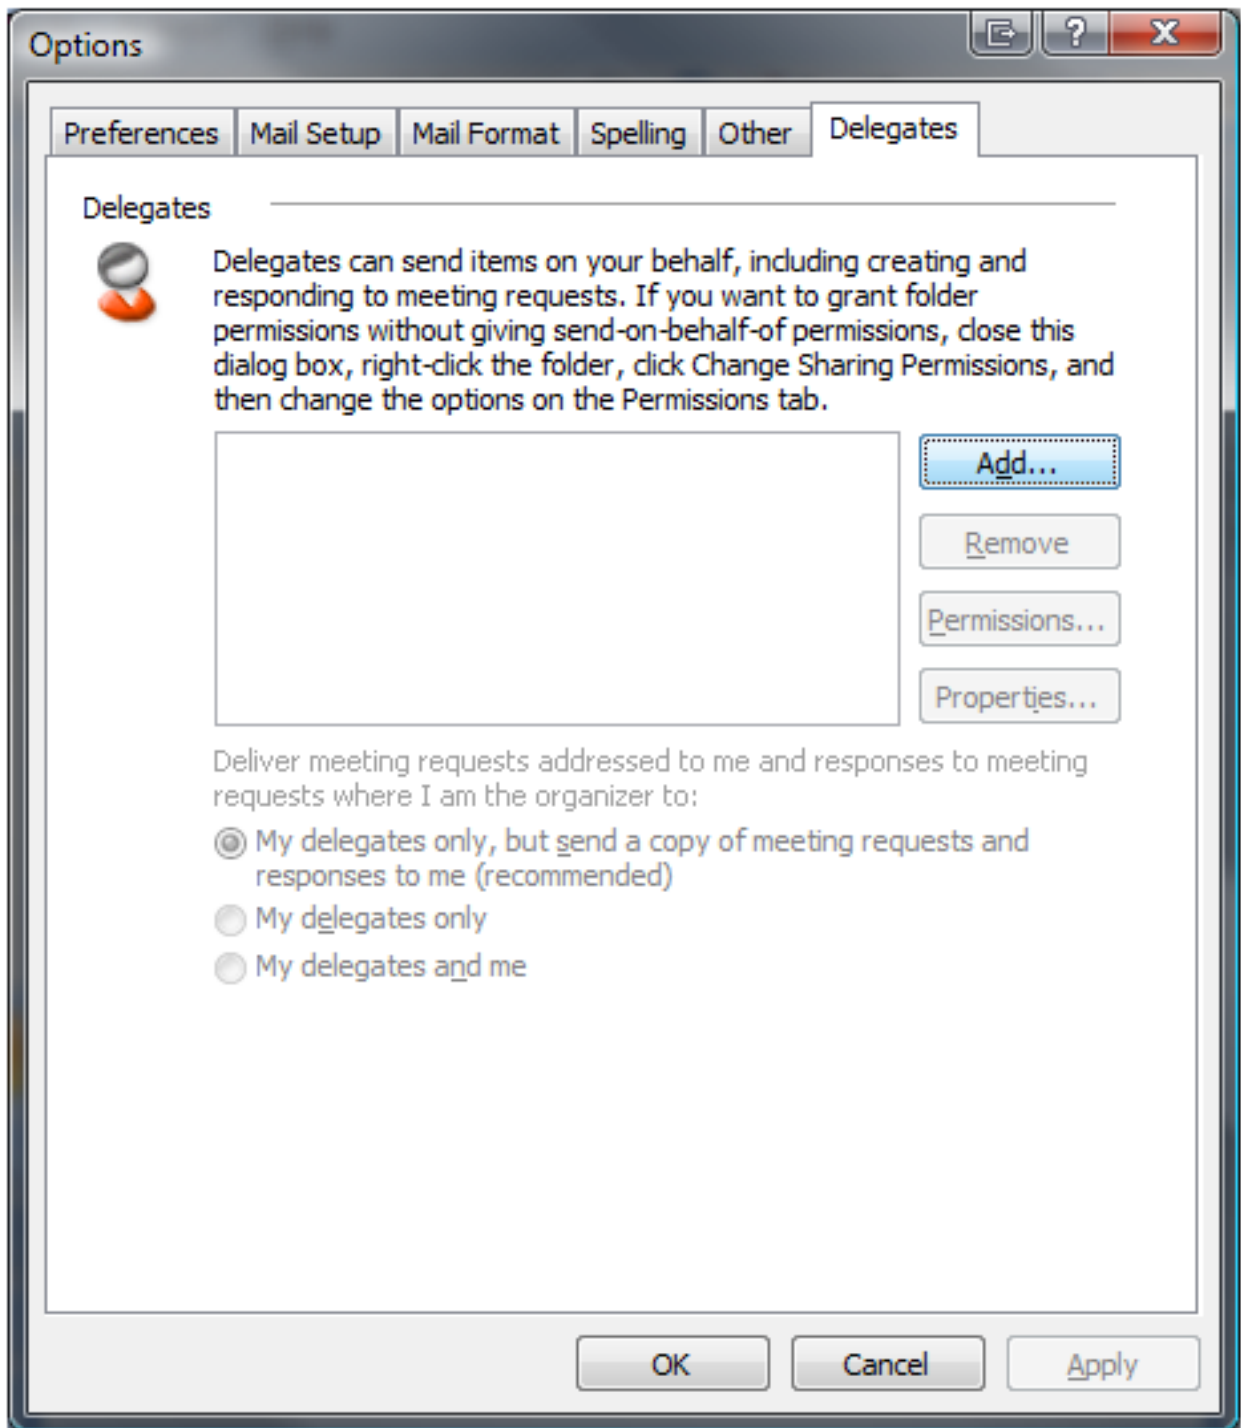 Options
?
X
Preferences
Mail Setup
Mail Format
Spelling
Other
Delegates
Delegates
Delegates can send items on your behalf, including creating and
responding to meeting requests. If you want to grant folder
permissions without giving send-on-behalf-of permissions, close this
dialog box, right-click the folder, click Change Sharing Permissions, and
then change the options on the Permissions tab.
Add...
Remove
Permissions...
Properties...
Deliver meeting requests addressed to me and responses to meeting
requests where I am the organizer to:
My delegates only, but send a copy of meeting requests and
responses to me (recommended)
My delegates only
My delegates and me
OK
Cancel
Apply